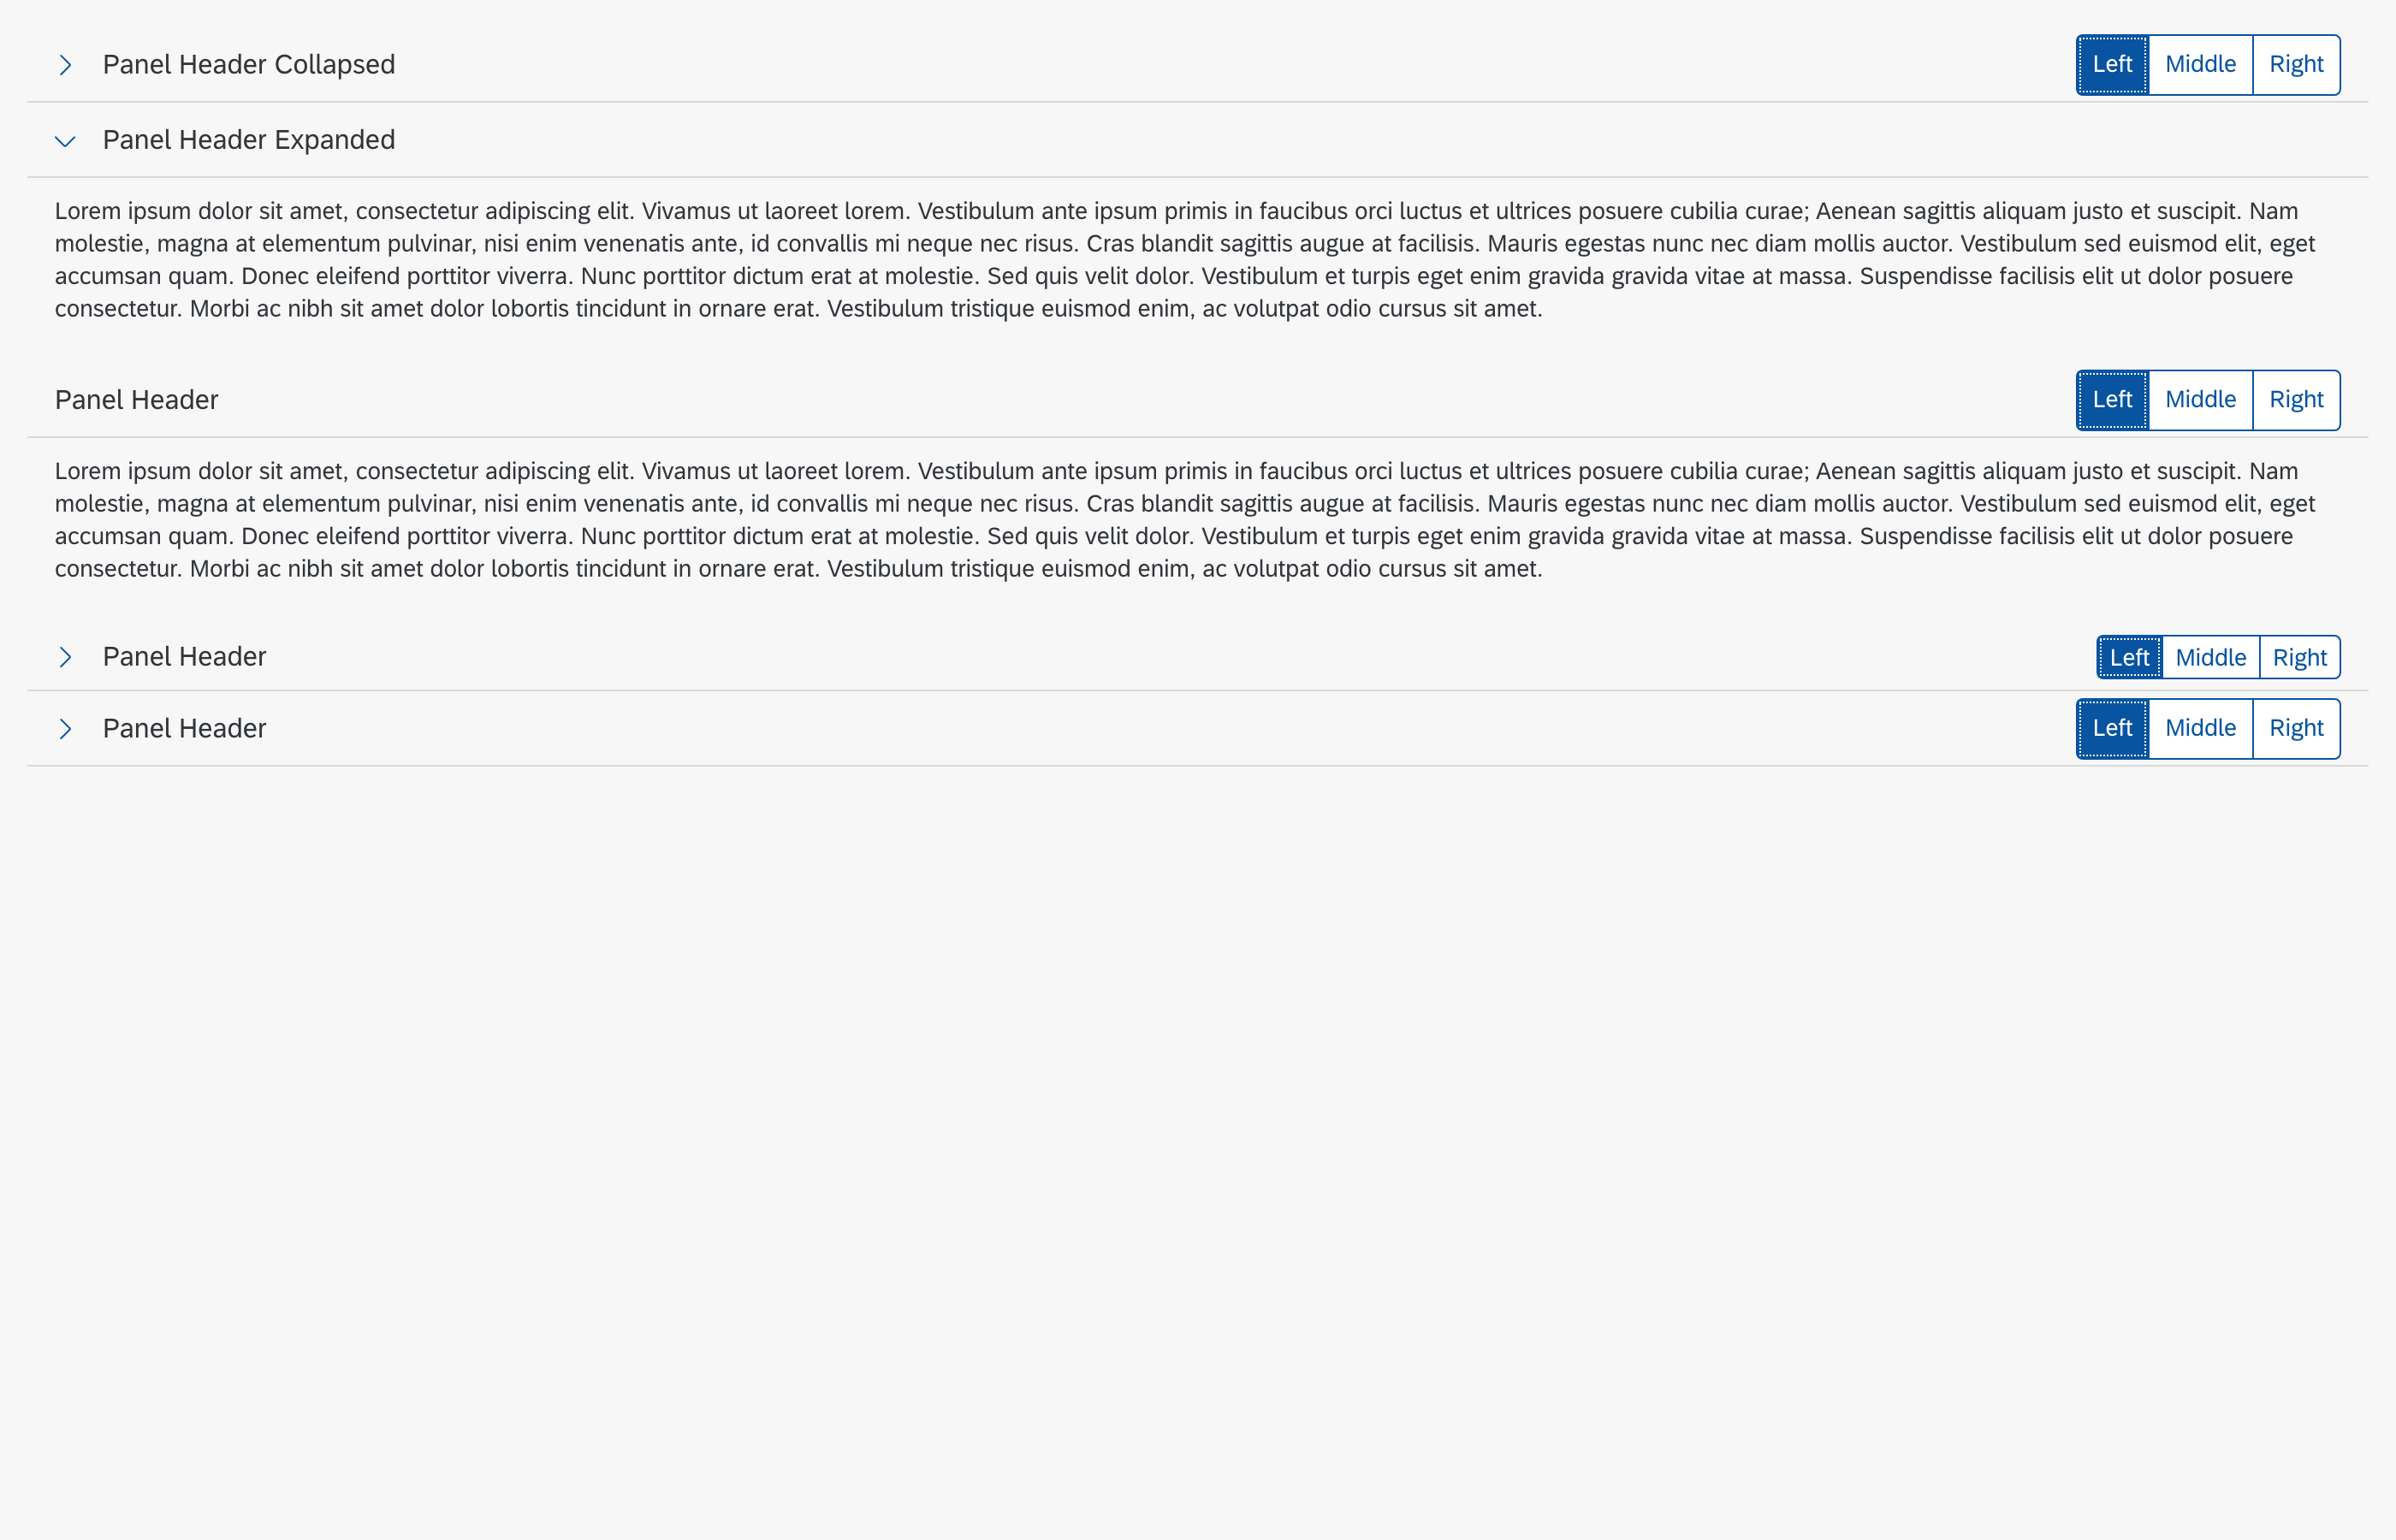 Panel Header Collapsed Left Middle Right
Panel Header Expanded
Lorem ipsum dolor sit amet, consectetur adipiscing elit. Vivamus ut laoreet lorem. Vestibulum ante ipsum primis in faucibus orci luctus et ultrices posuere cubilia curae; Aenean sagittis aliquam justo et suscipit. Nam
molestie, magna at elementum pulvinar, nisi enim venenatis ante, id convallis mi neque nec risus. Cras blandit sagittis augue at facilisis. Mauris egestas nunc nec diam mollis auctor. Vestibulum sed euismod elit, eget
accumsan quam. Donec eleifend porttitor viverra. Nunc porttitor dictum erat at molestie. Sed quis velit dolor. Vestibulum et turpis eget enim gravida gravida vitae at massa. Suspendisse facilisis elit ut dolor posuere
consectetur. Morbi ac nibh sit amet dolor lobortis tincidunt in ornare erat. Vestibulum tristique euismod enim, ac volutpat odio cursus sit amet.
Panel Header Left Middle Right
Lorem ipsum dolor sit amet, consectetur adipiscing elit. Vivamus ut laoreet lorem. Vestibulum ante ipsum primis in faucibus orci luctus et ultrices posuere cubilia curae; Aenean sagittis aliquam justo et suscipit. Nam
molestie, magna at elementum pulvinar, nisi enim venenatis ante, id convallis mi neque nec risus. Cras blandit sagittis augue at facilisis. Mauris egestas nunc nec diam mollis auctor. Vestibulum sed euismod elit, eget
accumsan quam. Donec eleifend porttitor viverra. Nunc porttitor dictum erat at molestie. Sed quis velit dolor. Vestibulum et turpis eget enim gravida gravida vitae at massa. Suspendisse facilisis elit ut dolor posuere
consectetur. Morbi ac nibh sit amet dolor lobortis tincidunt in ornare erat. Vestibulum tristique euismod enim, ac volutpat odio cursus sit amet.
Panel Header Left Middle Right
Panel Header Left Middle Right